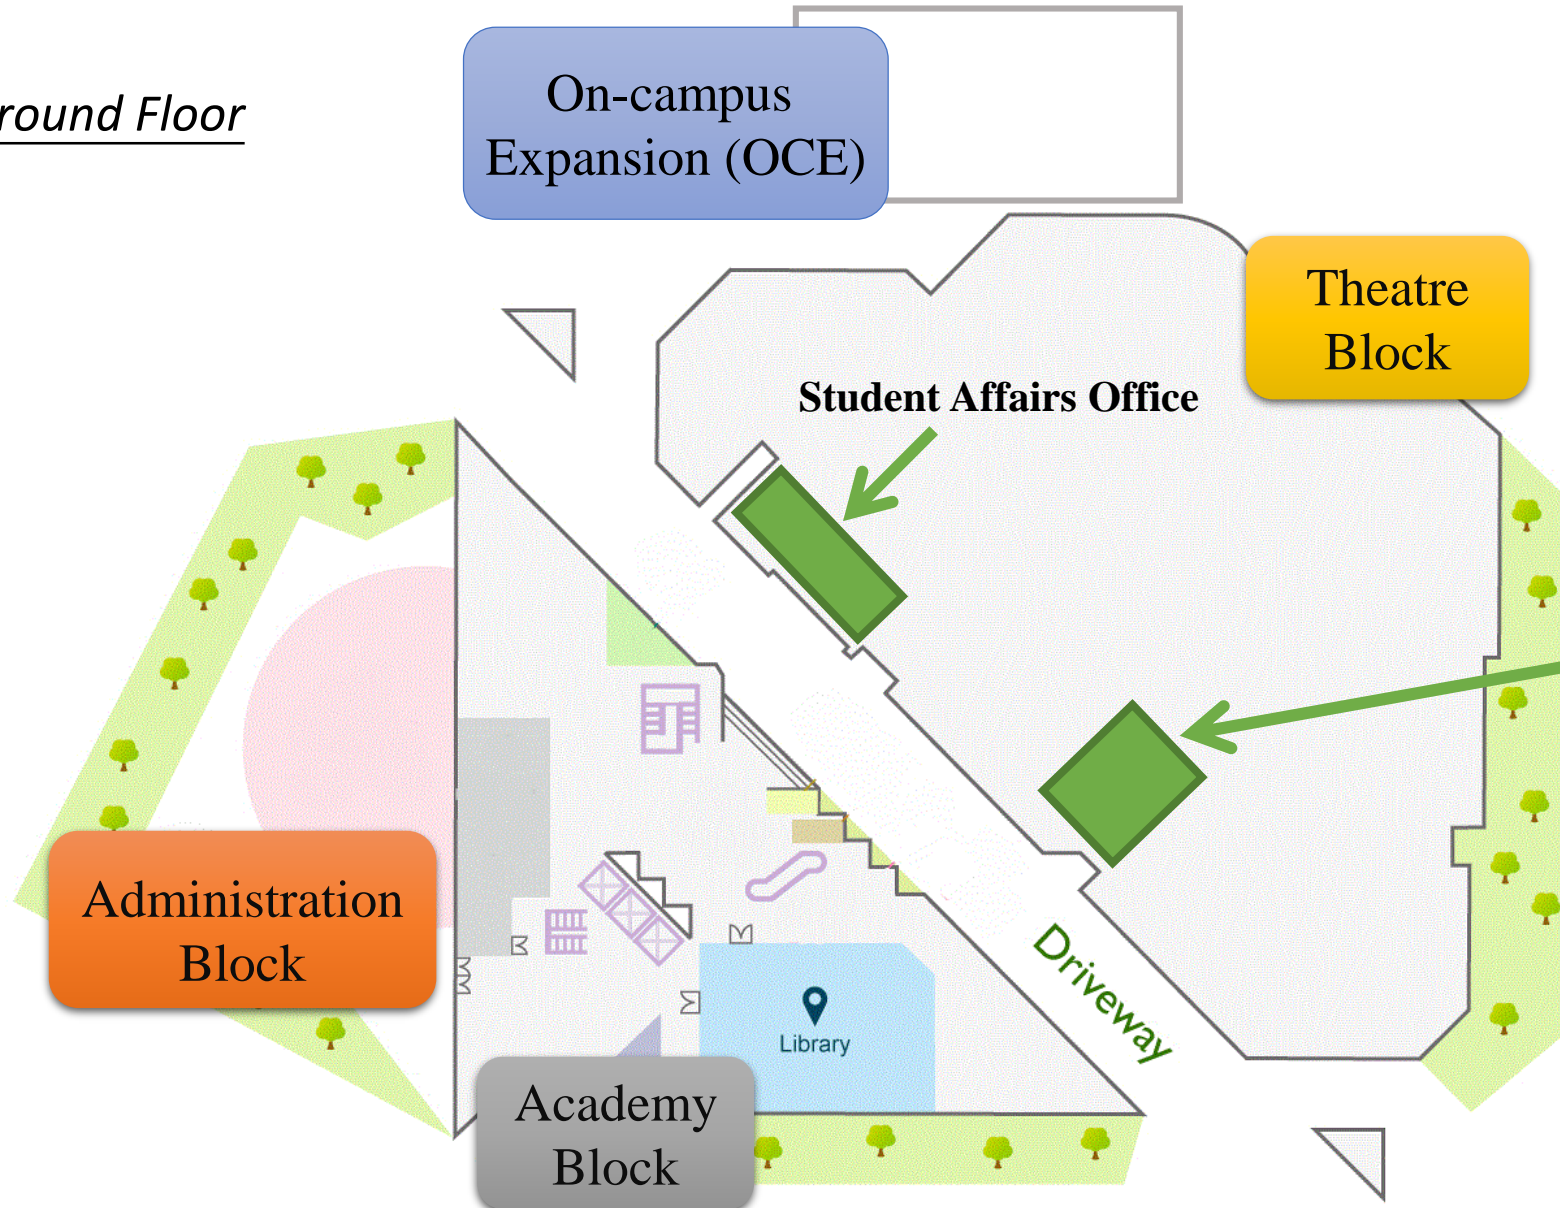 round Floor
On-campus
Expansion (OCE)
Theatre
Block
Student Affairs Office
Administration
Block
Driveway
Library
Academy
Block